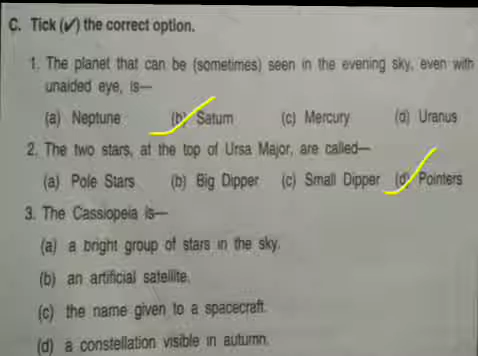 C. Tick (✓) the correct option.
1. The planet that can be (sometimes) seen in the evening sky, even with
unaided eye, is—
(a) Neptune (b) Saturn (c) Mercury (d) Uranus
2. The two stars, at the top of Ursa Major, are called—
(a) Pole Stars (b) Big Dipper (c) Small Dipper (d) Pointers
3. The Cassiopeia is—
(a) a bright group of stars in the sky.
(b) an artificial satellite.
(c) the name given to a spacecraft.
(d) a constellation visible in autumn.